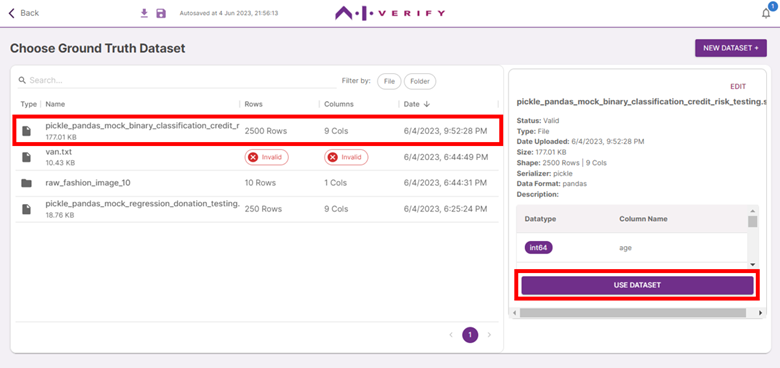 Back
Autosaved at 4 Jun 2023, 21:56:13
VERIFY
1
Choose Ground Truth Dataset
NEW DATASET +
Search...
Filter by:
File
Folder
Type
Name
Rows
Columns
Date
pickle_pandas_mock_binary_classification_credit_r
177.01 KB
2500 Rows
9 Cols
6/4/2023, 9:52:28 PM
van.txt
10.43 KB
Invalid
Invalid
6/4/2023, 6:44:49 PM
raw_fashion_image_10
10 Rows
1 Cols
6/4/2023, 6:44:31 PM
pickle_pandas_mock_regression_donation_testing.
18.76 KB
250 Rows
9 Cols
6/4/2023, 6:25:24 PM
1
EDIT
pickle_pandas_mock_binary_classification_credit_risk_testing.s
Status: Valid
Type: File
Date Uploaded: 6/4/2023, 9:52:28 PM
Size: 177.01 KB
Shape: 2500 Rows | 9 Cols
Serializer: pickle
Data Format: pandas
Description:
Datatype
Column Name
int64
age
USE DATASET